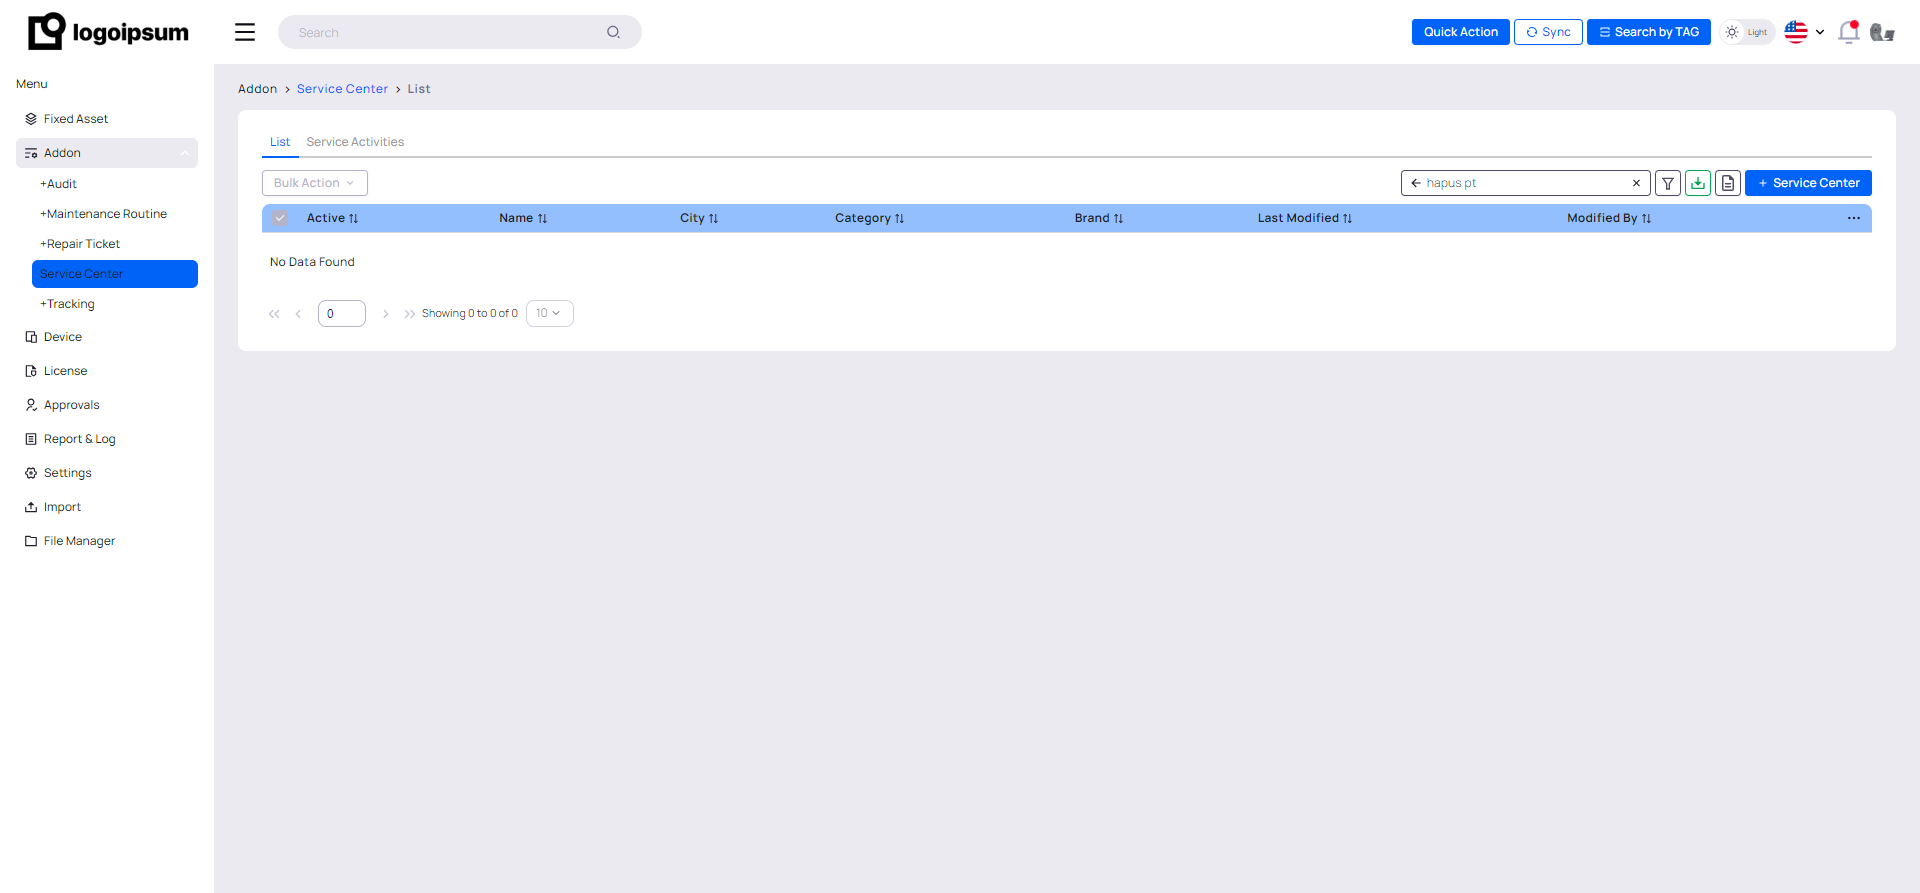 logoipsum
Search
Quick Action
Sync
Search by TAG
Light
Menu
Fixed Asset
Addon
+Audit
+Maintenance Routine
+Repair Ticket
Service Center
+Tracking
Device
License
Approvals
Report & Log
Settings
Import
File Manager
Addon > Service Center > List
List Service Activities
Bulk Action
hapus pt
+ Service Center
Active Name City Category Brand Last Modified Modified By
No Data Found
0 Showing 0 to 0 of 0 10